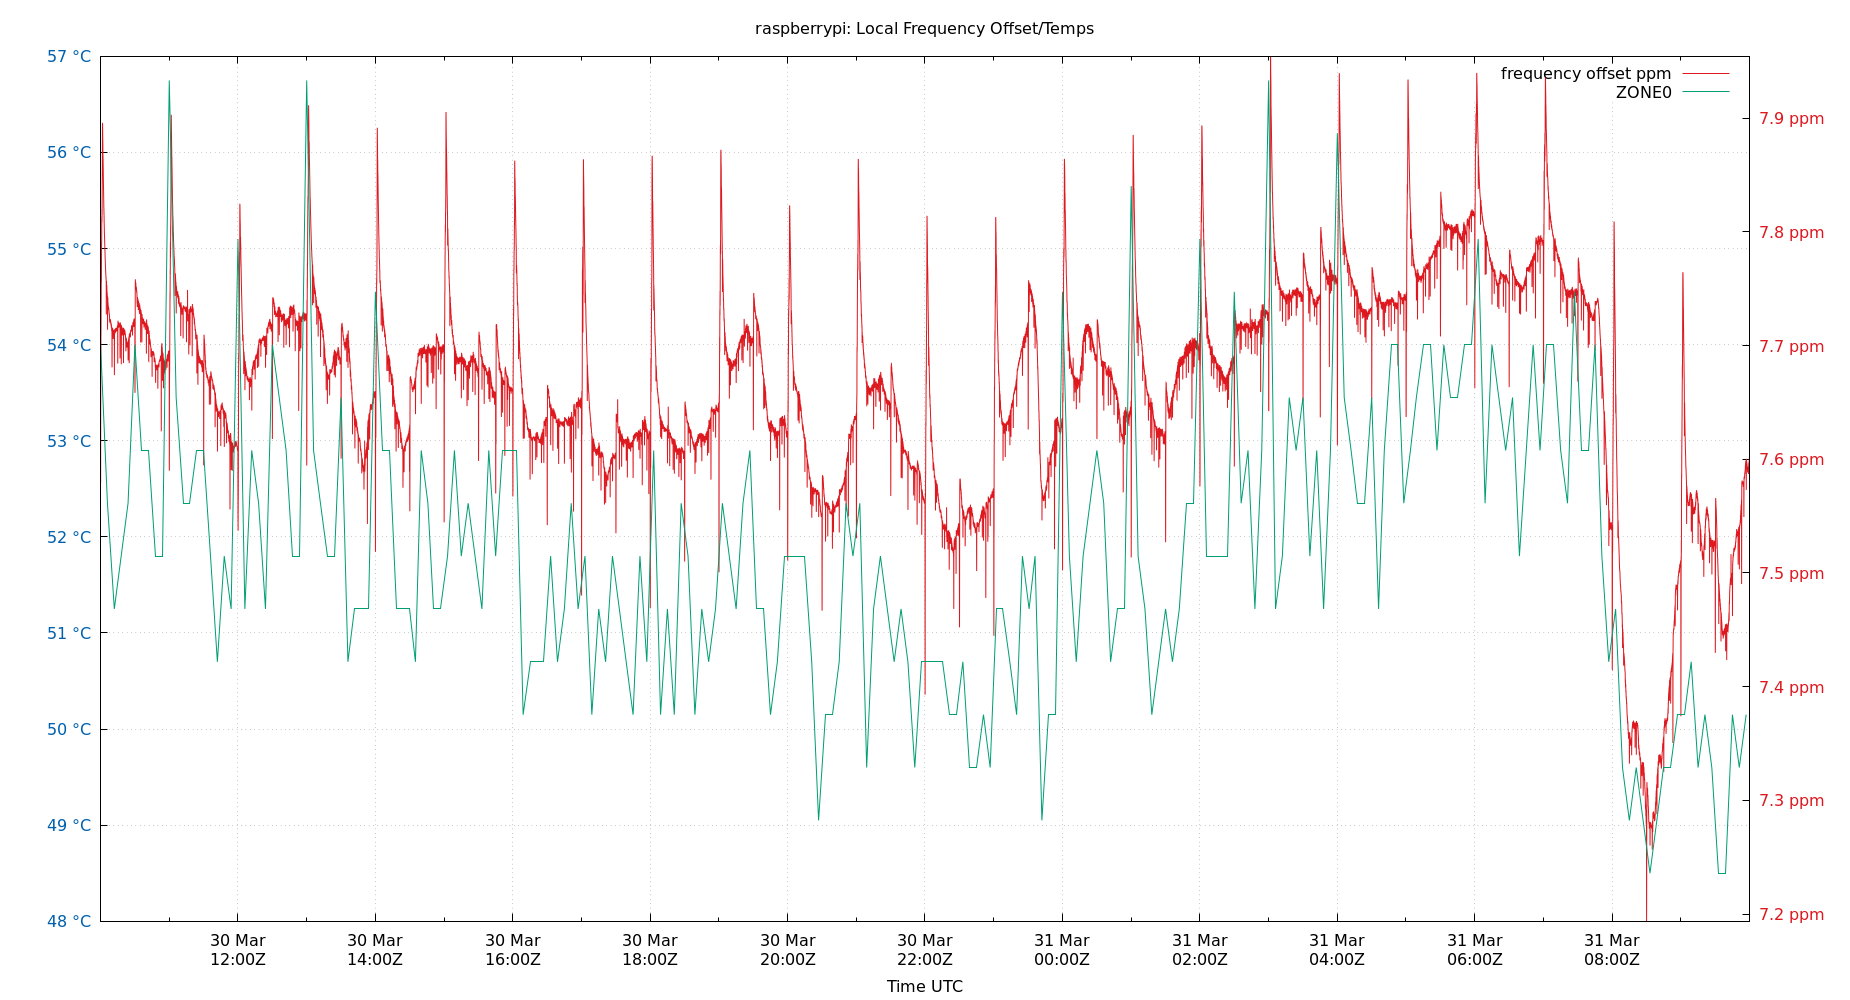 raspberrypi: Local Frequency Offset/Temps
frequency offset ppm
ZONE0
57 °C
56 °C
55 °C
54 °C
53 °C
52 °C
51 °C
50 °C
49 °C
48 °C
7.9 ppm
7.8 ppm
7.7 ppm
7.6 ppm
7.5 ppm
7.4 ppm
7.3 ppm
7.2 ppm
30 Mar
12:00Z
30 Mar
14:00Z
30 Mar
16:00Z
30 Mar
18:00Z
30 Mar
20:00Z
30 Mar
22:00Z
31 Mar
00:00Z
31 Mar
02:00Z
31 Mar
04:00Z
31 Mar
06:00Z
31 Mar
08:00Z
Time UTC